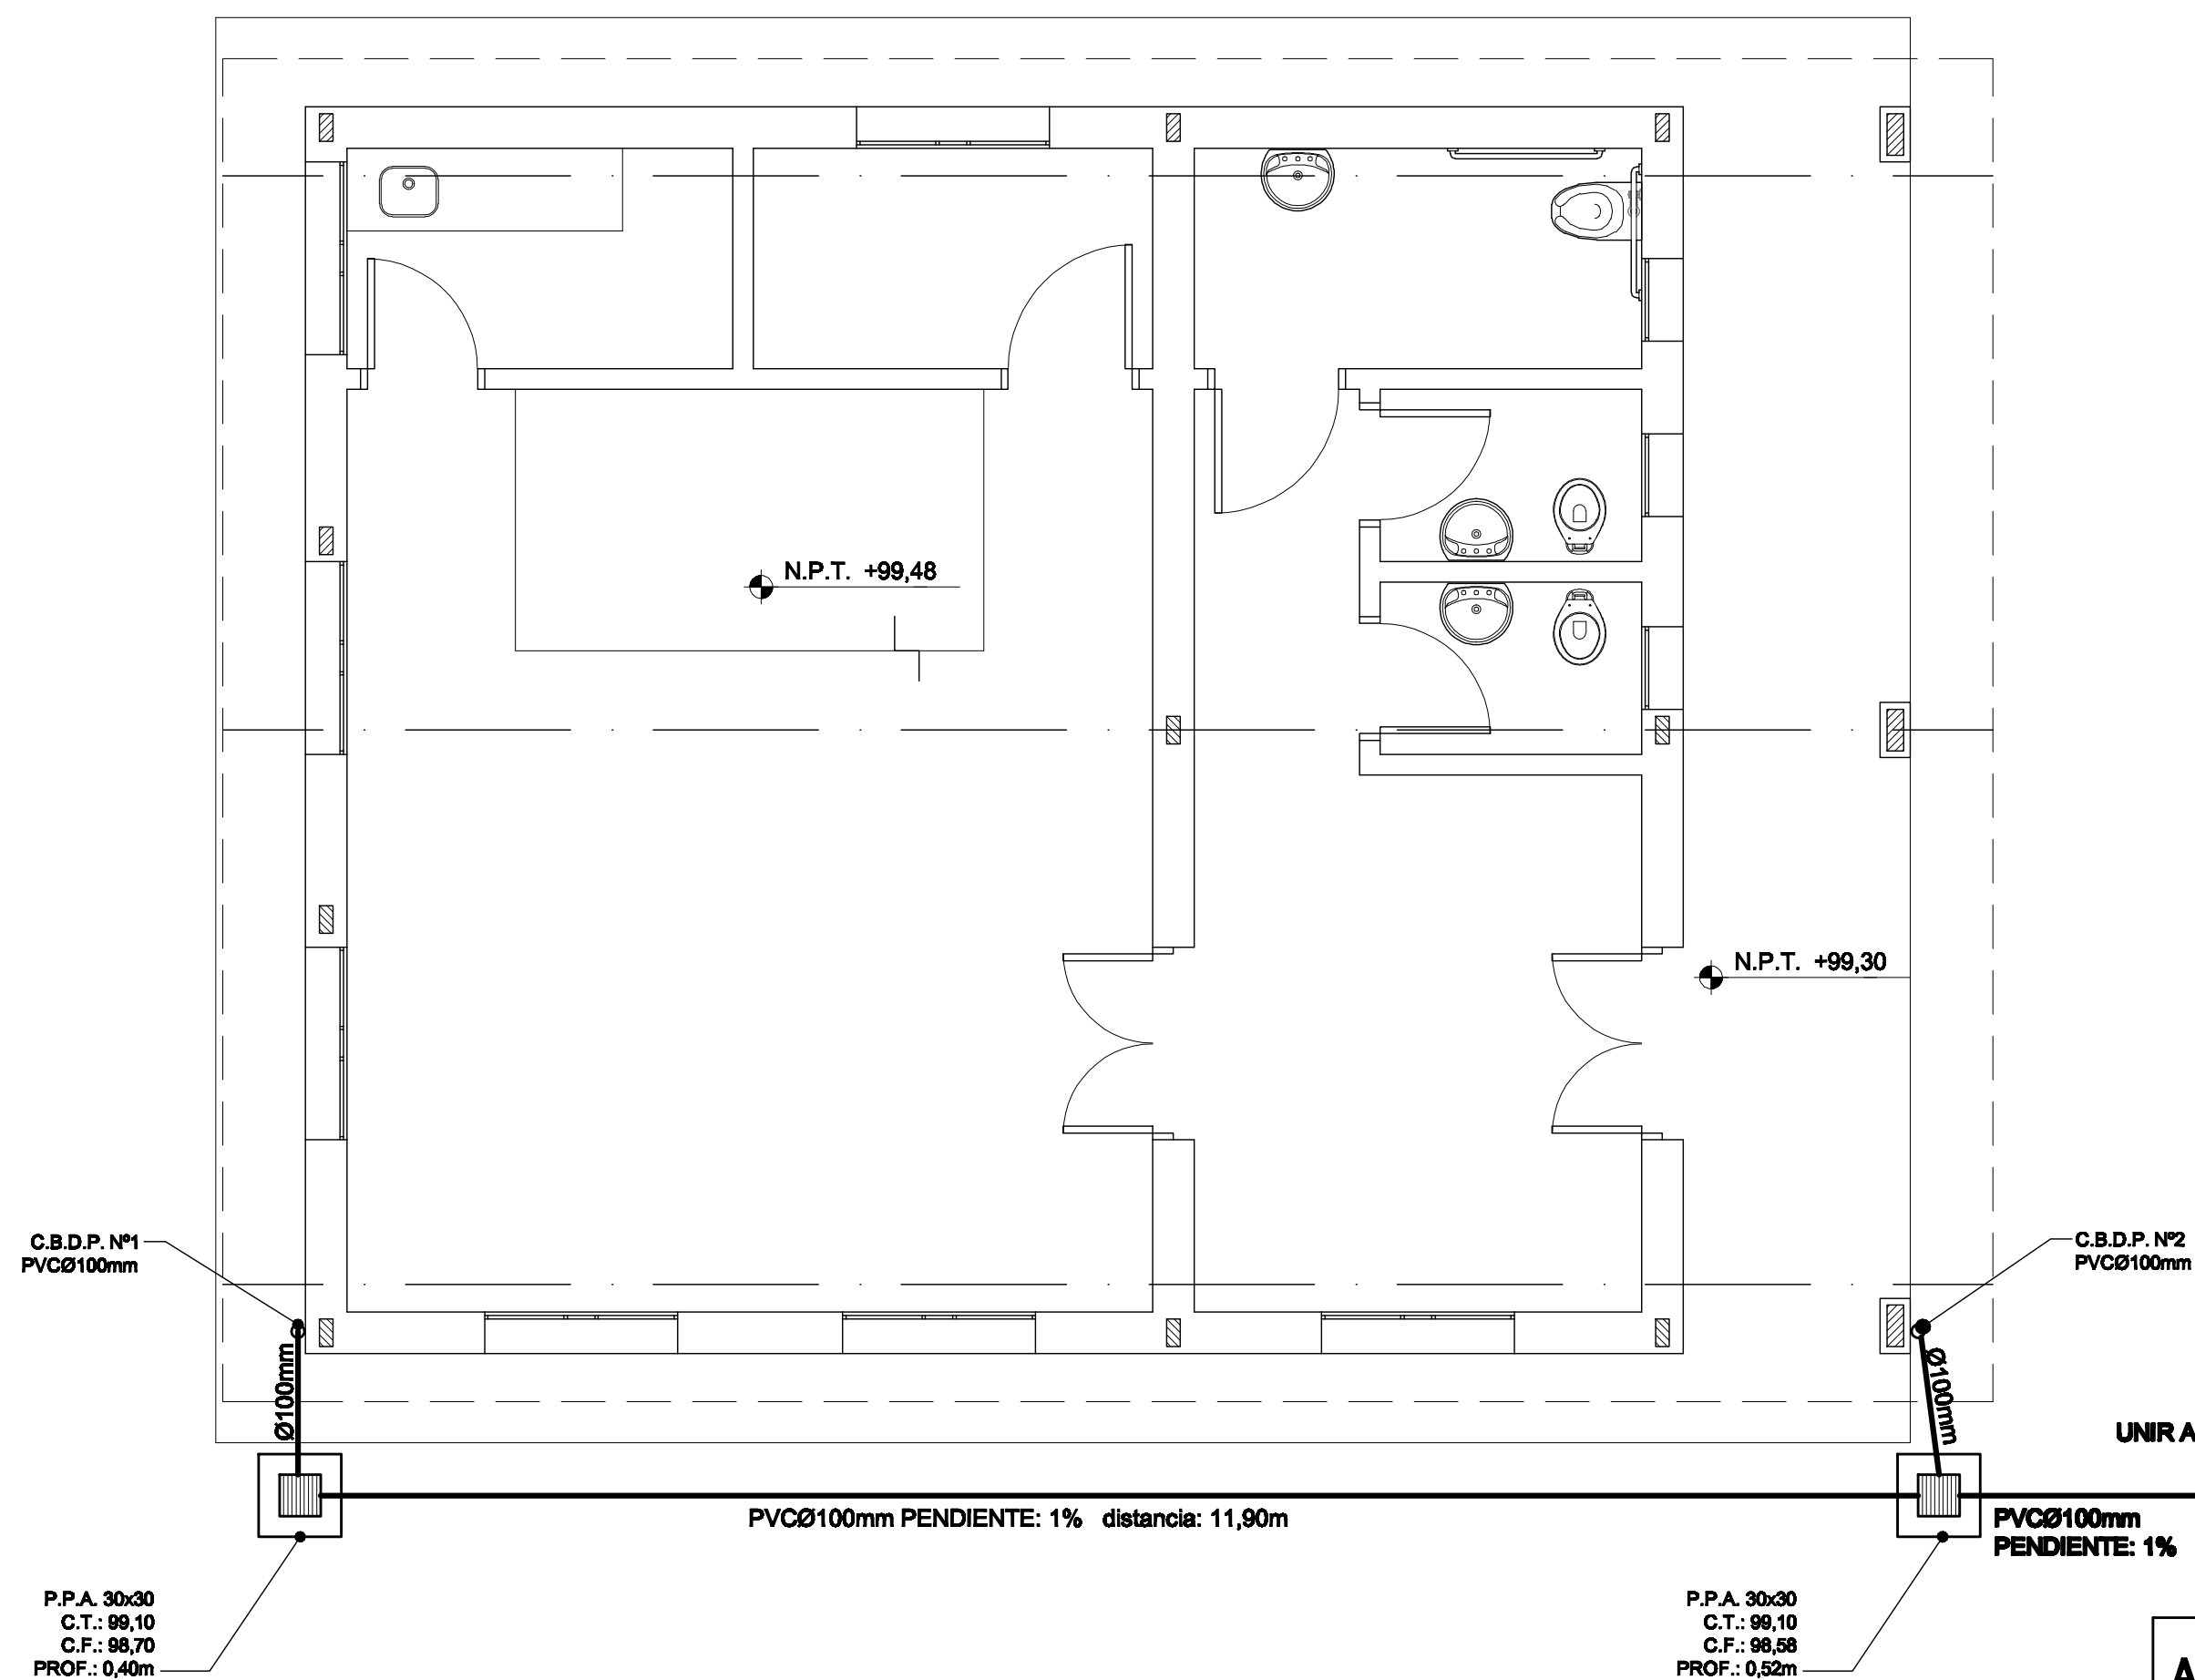 N.P.T. +99,48
N.P.T. +99,30
C.B.D.P. Nº1
PVCØ100mm
C.B.D.P. Nº2
PVCØ100mm
Ø100mm
Ø100mm
UNIR A
PVCØ100mm PENDIENTE: 1% distancia: 11,90m
PVCØ100mm
PENDIENTE: 1%
P.P.A. 30x30
C.T.: 99,10
C.F.: 98,70
PROF.: 0,40m
P.P.A. 30x30
C.T.: 99,10
C.F.: 98,58
PROF.: 0,52m